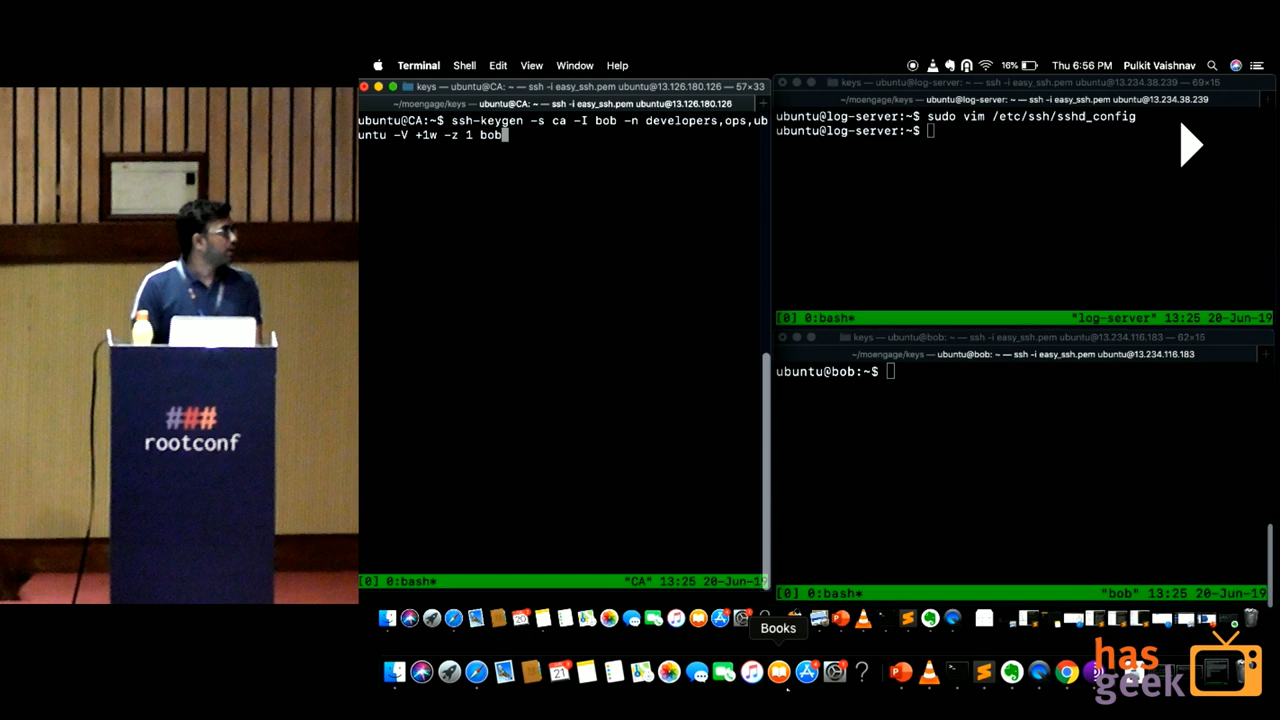 Terminal Shell Edit View Window Help
16% Thu 6:56 PM Pulkit Vaishnav
keys — ubuntu@CA: ~ — ssh -i easy_ssh.pem ubuntu@13.126.180.126 — 57×33
~/moengage/keys — ubuntu@CA: ~ — ssh -i easy_ssh.pem ubuntu@13.126.180.126
ubuntu@CA:~$ ssh-keygen -s ca -I bob -n developers,ops,ub
untu -V +1w -z 1 bob
[0] 0:bash* "CA" 13:25 20-Jun-19
keys — ubuntu@log-server: ~ — ssh -i easy_ssh.pem ubuntu@13.234.38.239 — 69×15
~/moengage/keys — ubuntu@log-server: ~ — ssh -i easy_ssh.pem ubuntu@13.234.38.239
ubuntu@log-server:~$ sudo vim /etc/ssh/sshd_config
ubuntu@log-server:~$
[0] 0:bash* "log-server" 13:25 20-Jun-19
keys — ubuntu@bob: ~ — ssh -i easy_ssh.pem ubuntu@13.234.116.183 — 62×15
~/moengage/keys — ubuntu@bob: ~ — ssh -i easy_ssh.pem ubuntu@13.234.116.183
ubuntu@bob:~$
[0] 0:bash* "bob" 13:25 20-Jun-19
###
rootconf
20
Books
21
has
geek